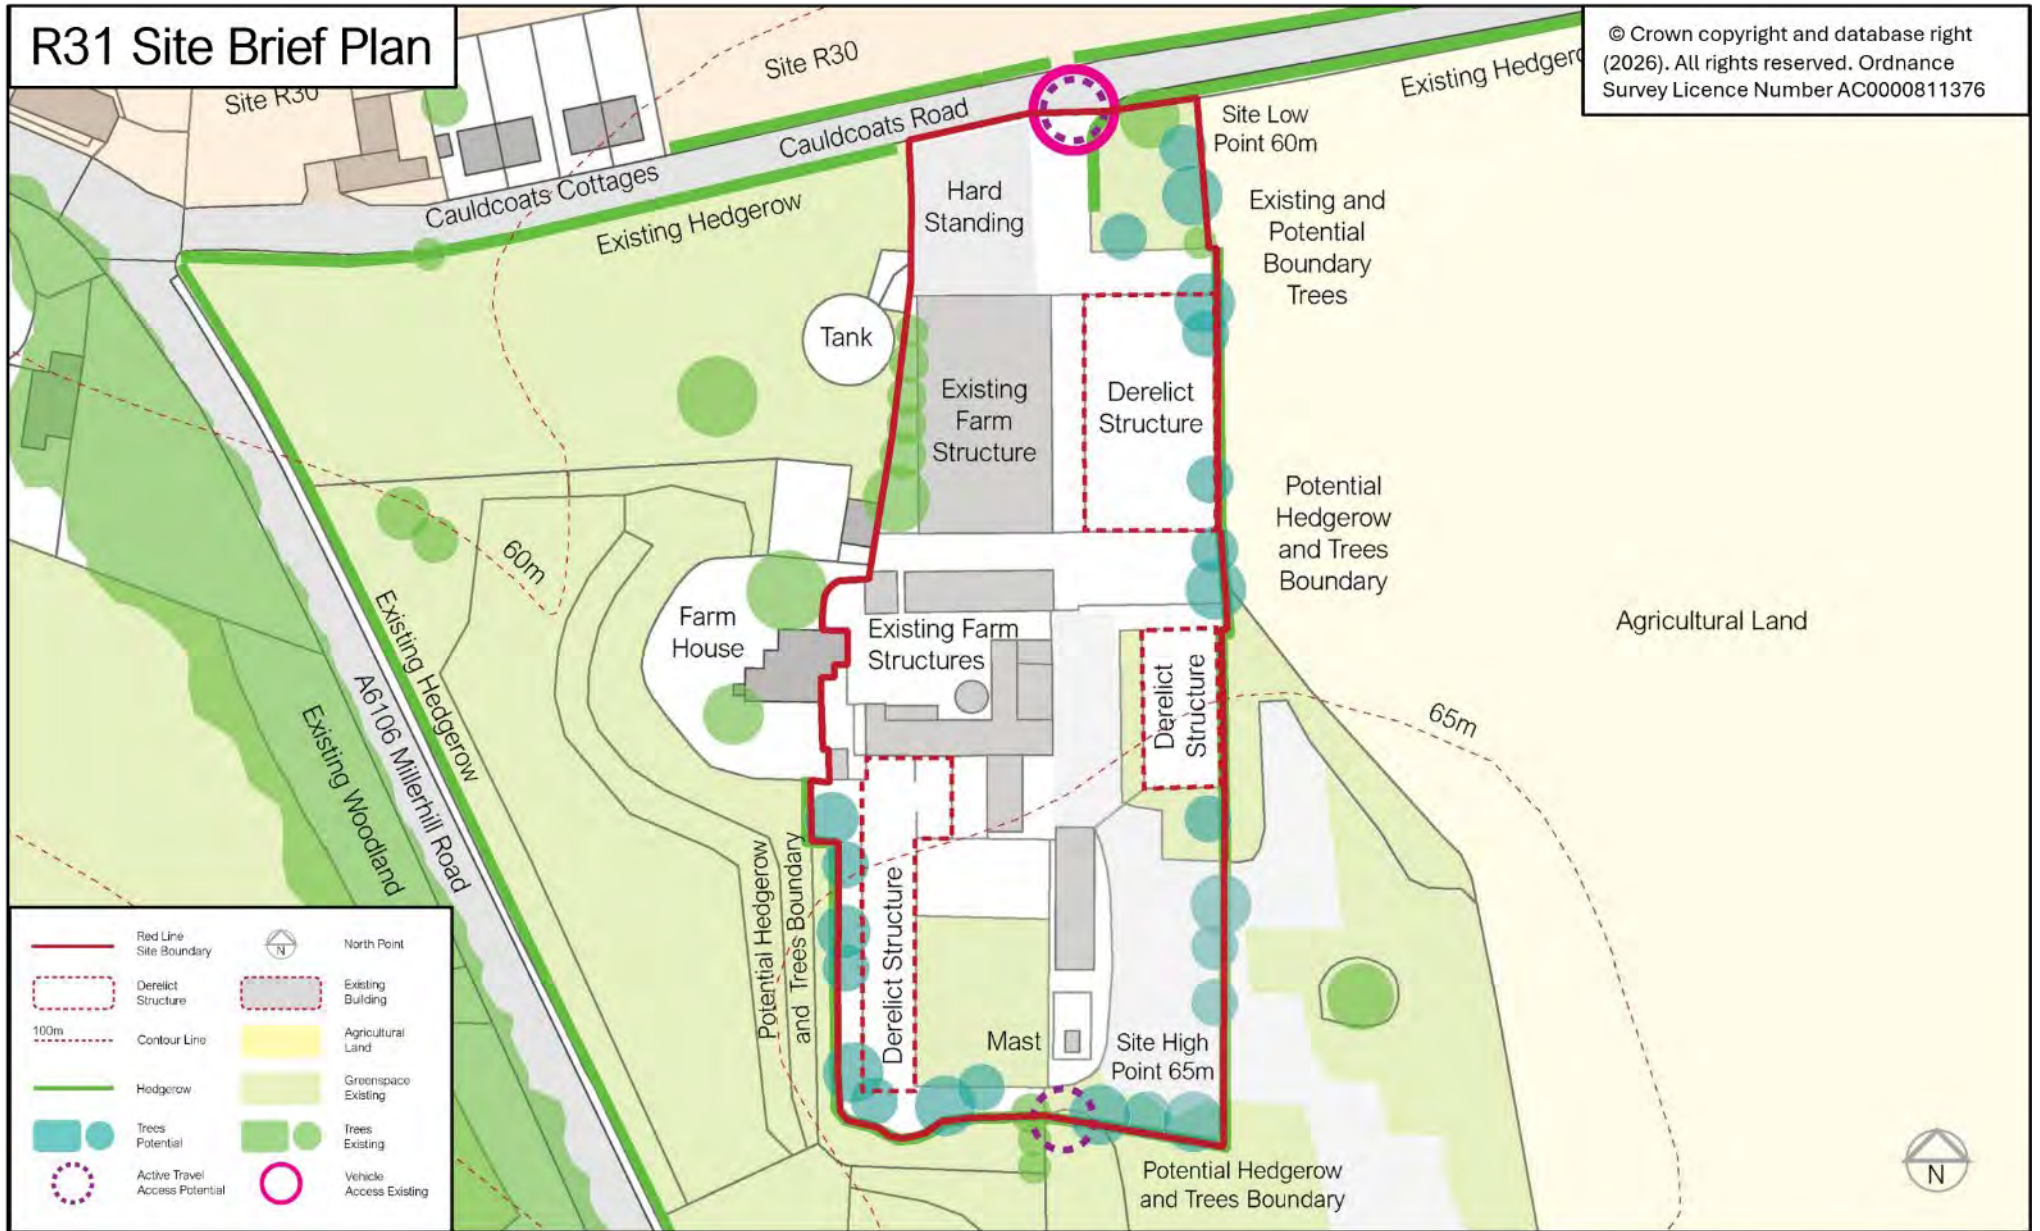 R31 Site Brief Plan
© Crown copyright and database right
(2026). All rights reserved. Ordnance
Survey Licence Number AC0000811376
Site R30
Site R30
Existing Hedgero
Cauldcoats Road
Cauldcoats Cottages
Existing Hedgerow
Site Low
Point 60m
Hard
Standing
Existing and
Potential
Boundary
Trees
Tank
Existing
Farm
Structure
Derelict
Structure
Potential
Hedgerow
and Trees
Boundary
60m
Farm
House
Existing Farm
Structures
Agricultural Land
Existing Hedgerow
A6106 Millerhill Road
Existing Woodland
Derelict
Structure
65m
Potential Hedgerow
and Trees Boundary
Derelict Structure
Mast
Site High
Point 65m
Potential Hedgerow
and Trees Boundary
Red Line
Site Boundary
N
North Point
Derelict
Structure
Existing
Building
100m
Contour Line
Agricultural
Land
Hedgerow
Greenspace
Existing
Trees
Potential
Trees
Existing
Active Travel
Access Potential
Vehicle
Access Existing
N